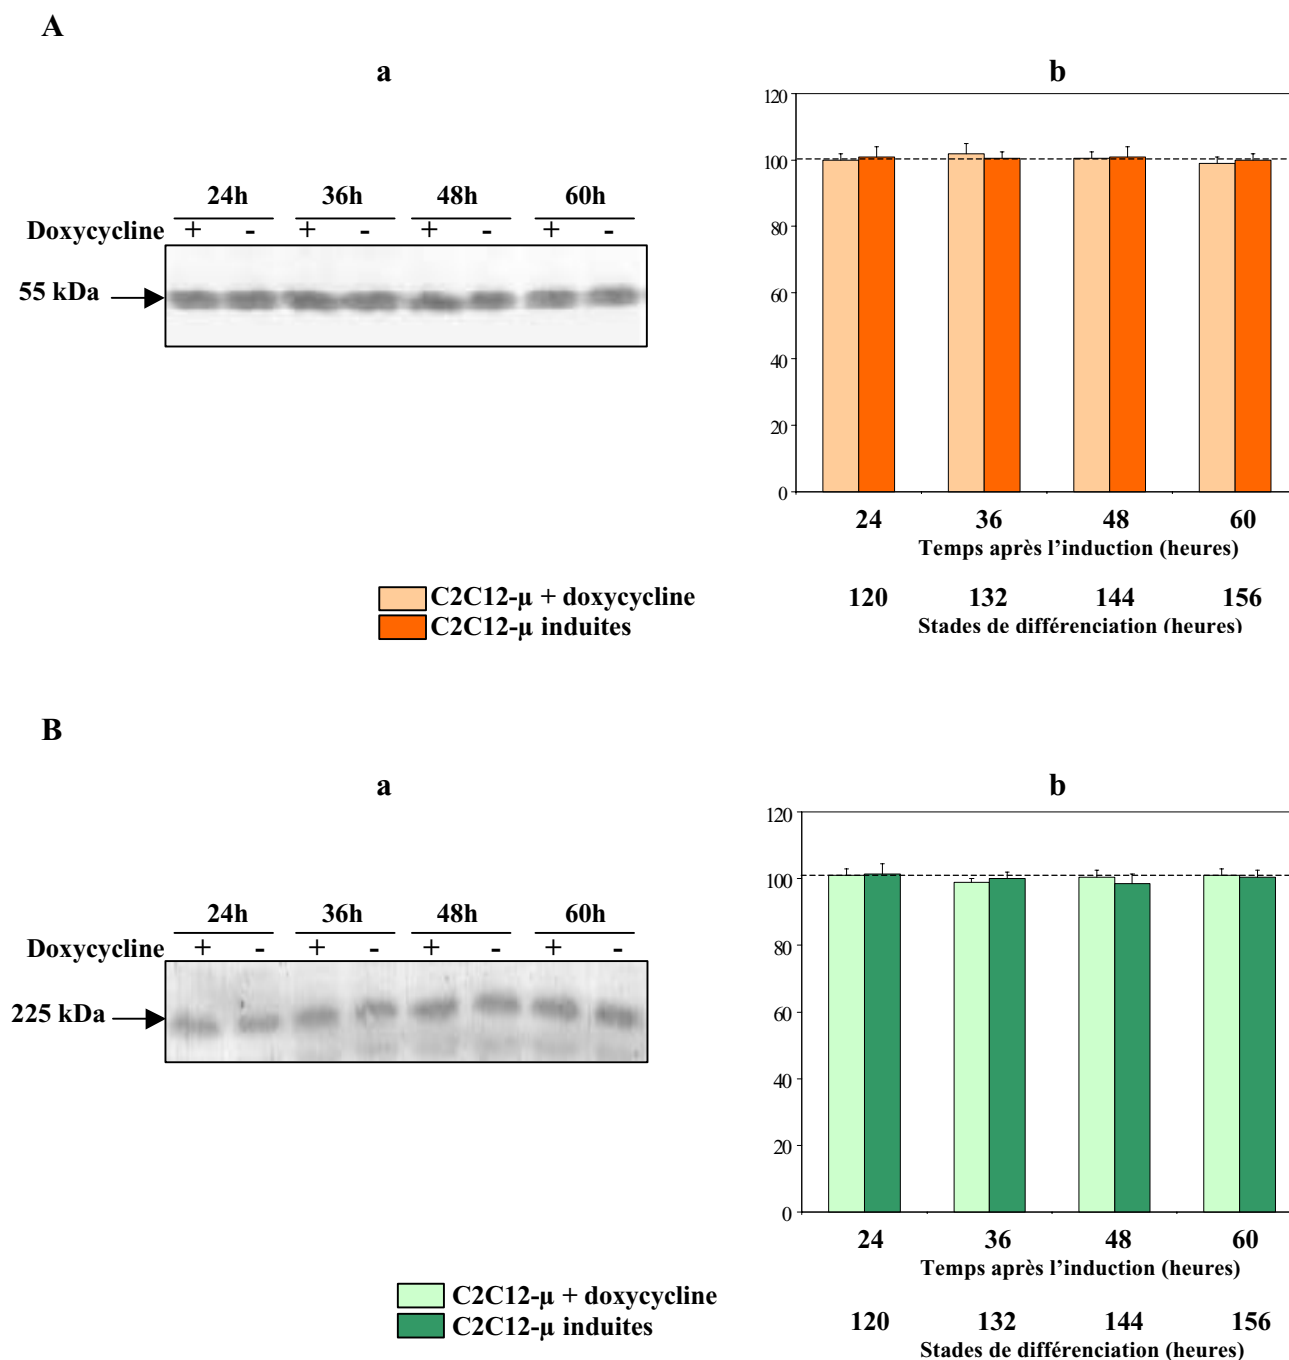 A
a
24h 36h 48h 60h
Doxycycline + - + - + - + -
55 kDa
b
120
100
80
60
40
20
0
24 36 48 60
Temps après l'induction (heures)
C2C12-µ + doxycycline
C2C12-µ induites
120 132 144 156
Stades de différenciation (heures)
B
a
24h 36h 48h 60h
Doxycycline + - + - + - + -
225 kDa
b
120
100
80
60
40
20
0
24 36 48 60
Temps après l'induction (heures)
C2C12-µ + doxycycline
C2C12-µ induites
120 132 144 156
Stades de différenciation (heures)